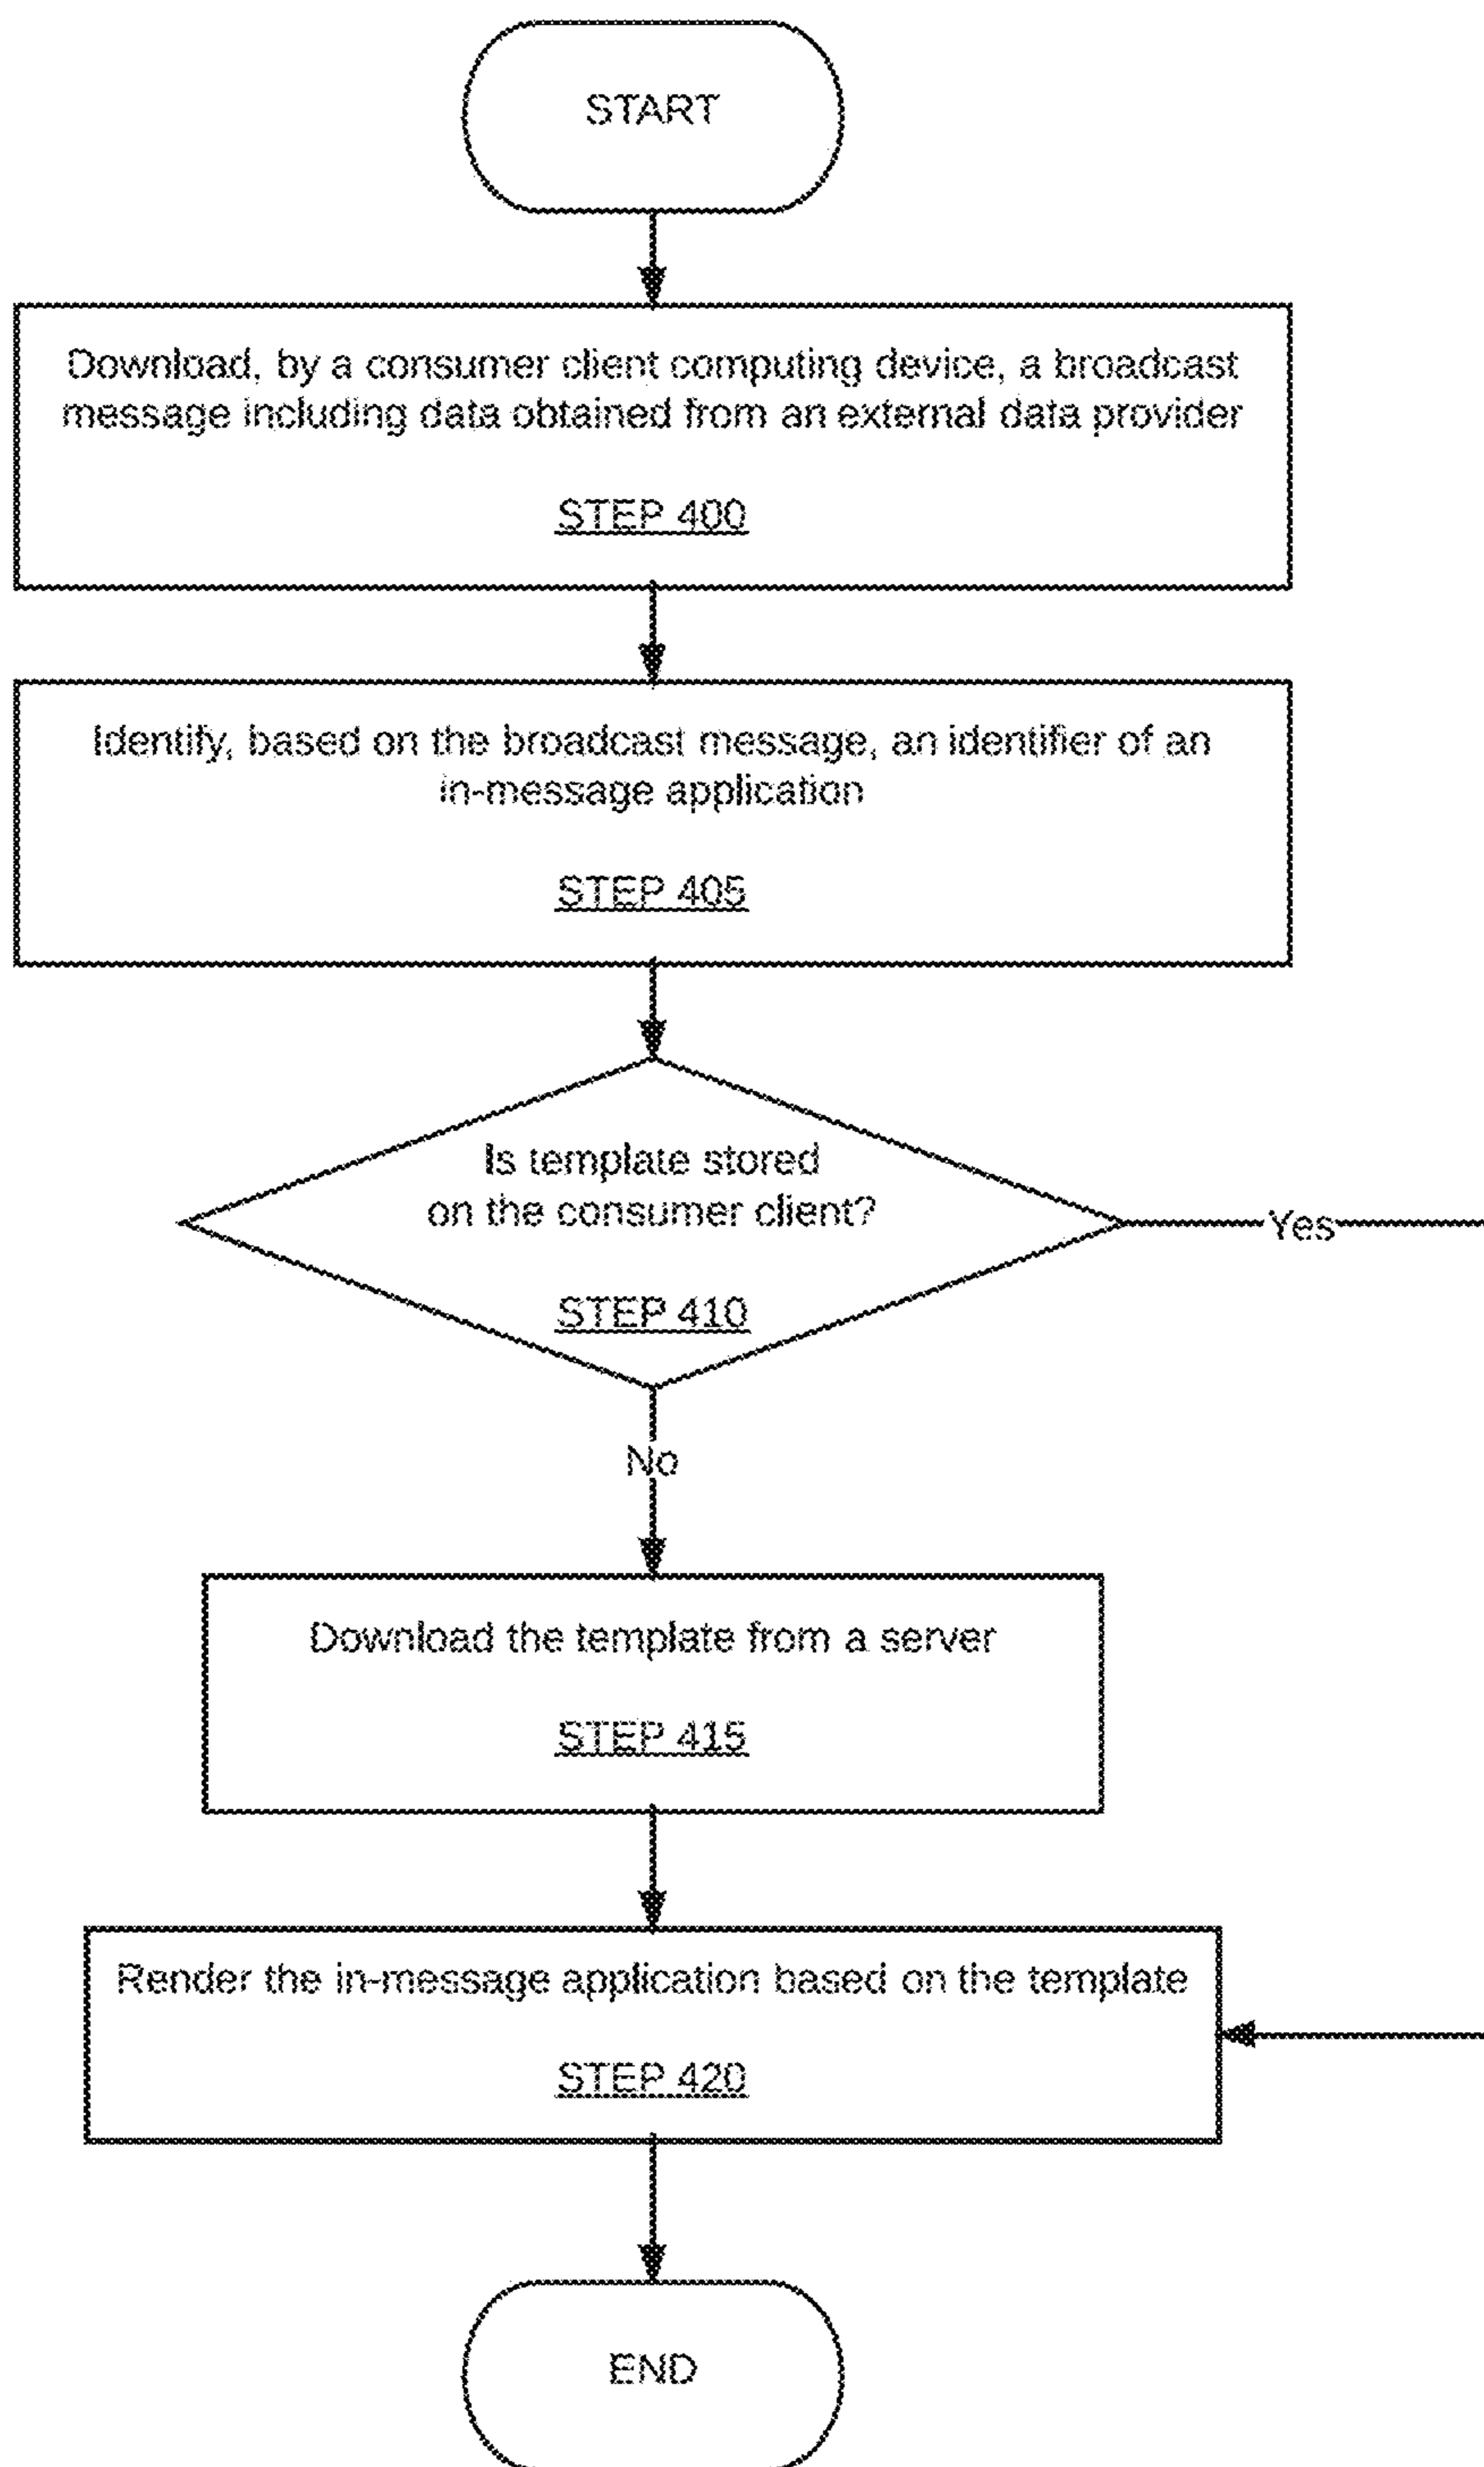 START
Download, by a consumer client computing device, a broadcast
message including data obtained from an external data provider
STEP 400
Identify, based on the broadcast message, an identifier of an
in-message application
STEP 405
Is template stored
on the consumer client?
STEP 410
Yes
No
Download the template from a server
STEP 415
Render the in-message application based on the template
STEP 420
END